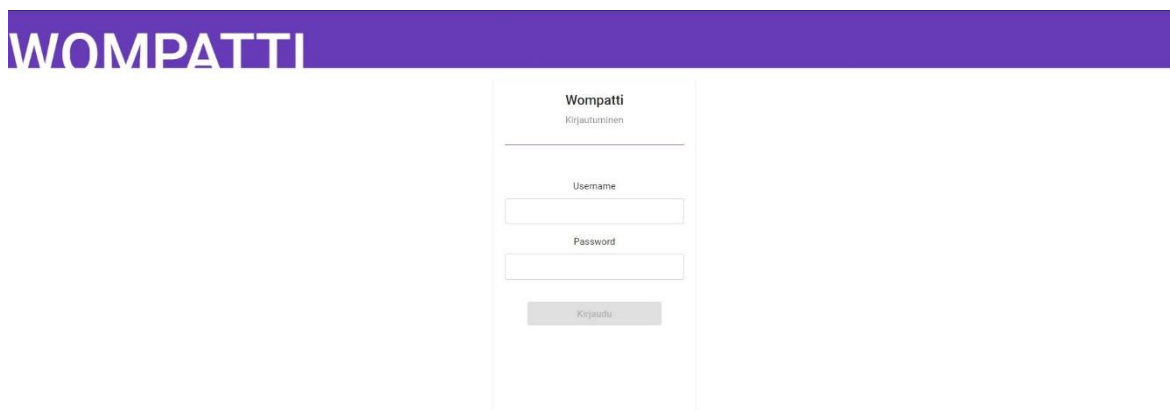 WOMPATTI
Wompatti
Kirjautuminen
Username
Password
Kirjaudu